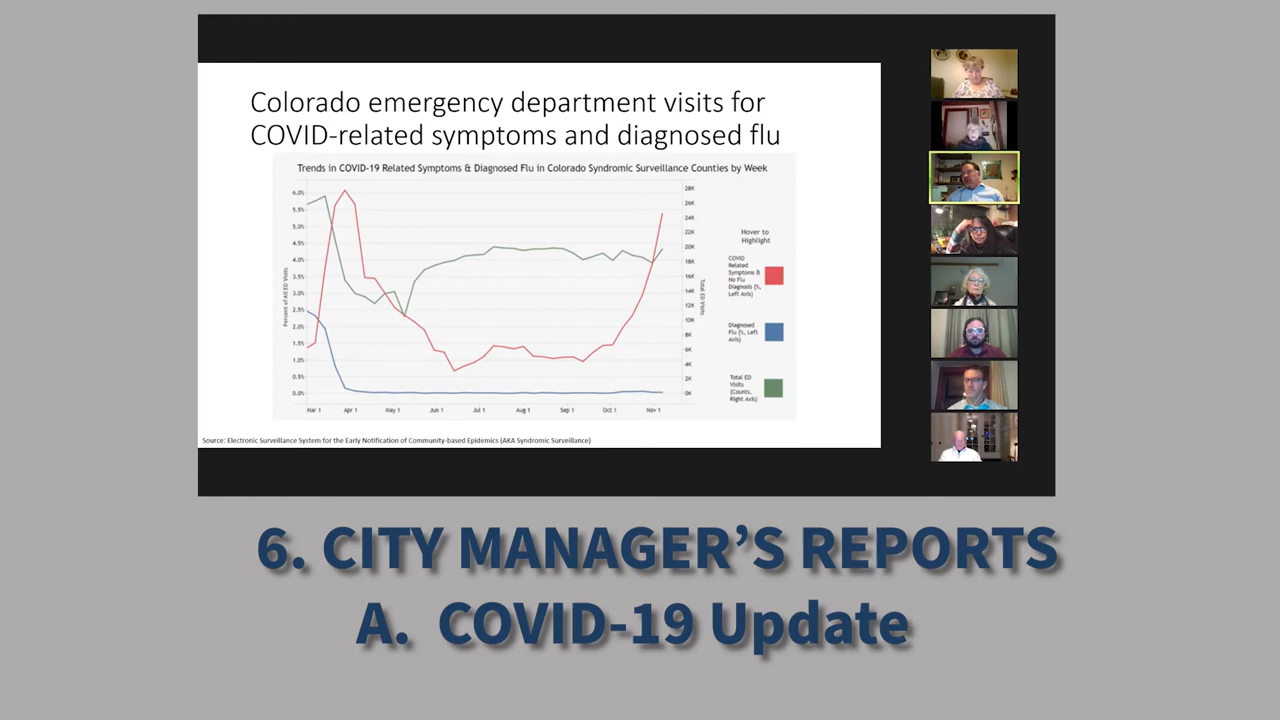 Colorado emergency department visits for
COVID-related symptoms and diagnosed flu
Trends in COVID-19 Related Symptoms & Diagnosed Flu in Colorado Syndromic Surveillance Counties by Week
6.0%
5.5%
5.0%
4.5%
4.0%
3.5%
3.0%
2.5%
2.0%
1.5%
1.0%
0.5%
0.0%
Percent of All ED Visits
28K
26K
24K
22K
20K
18K
16K
14K
12K
10K
8K
6K
4K
2K
0K
Total ED Visits
Mar 1 Apr 1 May 1 Jun 1 Jul 1 Aug 1 Sep 1 Oct 1 Nov 1
Hover to
Highlight
COVID
Related
Symptoms &
No Flu
Diagnosis (%,
Left Axis)
Diagnosed
Flu (%, Left
Axis)
Total ED
Visits
(Counts,
Right Axis)
Source: Electronic Surveillance System for the Early Notification of Community-based Epidemics (AKA Syndromic Surveillance)
6. CITY MANAGER’S REPORTS
A. COVID-19 Update